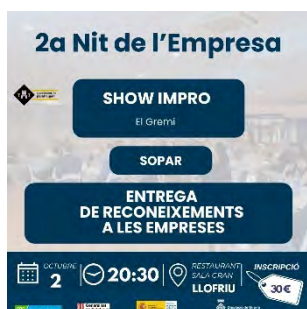 2a Nit de l'Empresa
SHOW IMPRO
El Gremi
SOPAR
ENTREGA
DE RECONEIXEMENTS
A LES EMPRESES
OCTUBRE
2
20:30
RESTAURANT
SALA GRAN
LLOFRIU
INSCRIPCIÓ
30€